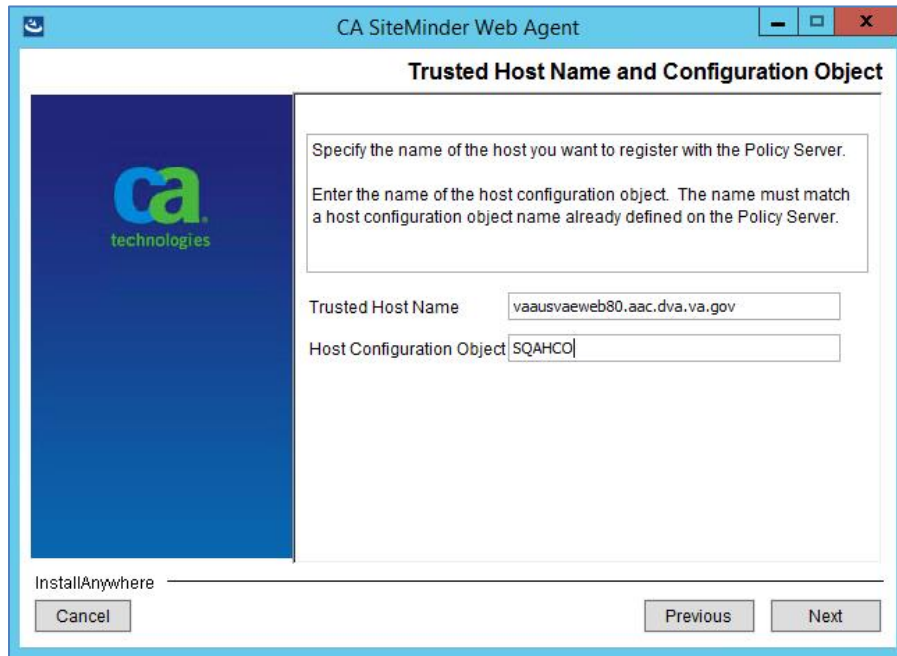 CA SiteMinder Web Agent
Trusted Host Name and Configuration Object
ca
technologies
Specify the name of the host you want to register with the Policy Server.
Enter the name of the host configuration object. The name must match
a host configuration object name already defined on the Policy Server.
Trusted Host Name vaausvaeweb80.aac.dva.va.gov
Host Configuration Object SQAHCO
InstallAnywhere
Cancel Previous Next